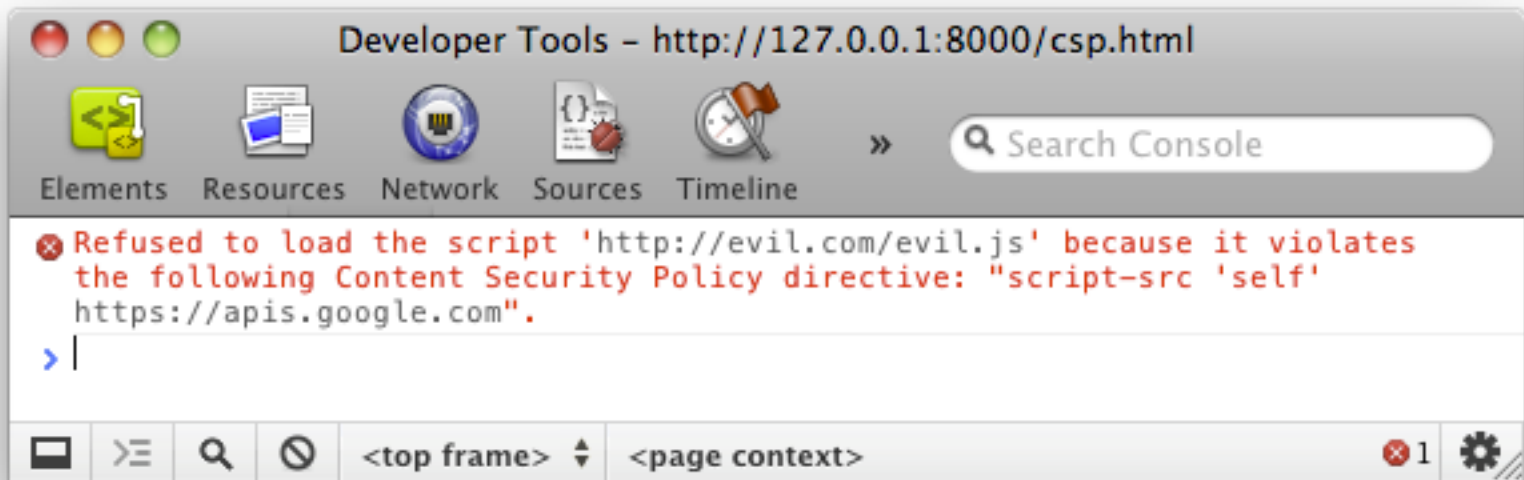 Developer Tools – http://127.0.0.1:8000/csp.html
Elements Resources Network Sources Timeline » Search Console
Refused to load the script 'http://evil.com/evil.js' because it violates
the following Content Security Policy directive: "script-src 'self'
https://apis.google.com".
<top frame> <page context> 1